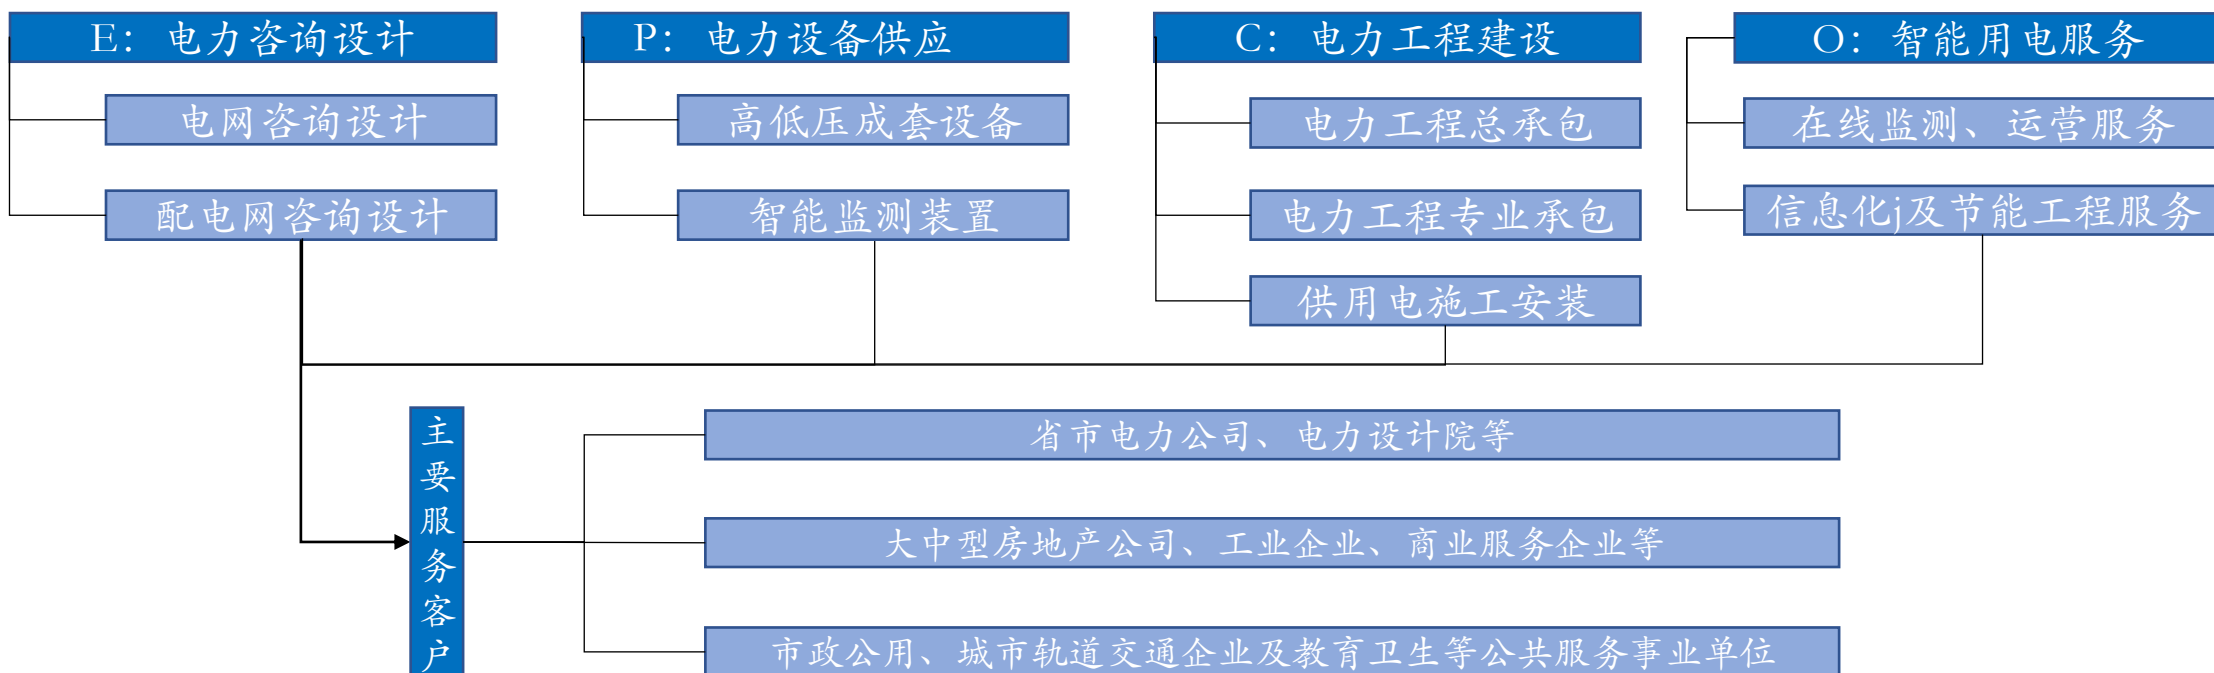 E：电力咨询设计
电网咨询设计
配电网咨询设计
P：电力设备供应
高低压成套设备
智能监测装置
C：电力工程建设
电力工程总承包
电力工程专业承包
供用电施工安装
O：智能用电服务
在线监测、运营服务
信息化j及节能工程服务
主要服务客户
省市电力公司、电力设计院等
大中型房地产公司、工业企业、商业服务企业等
市政公用、城市轨道交通企业及教育卫生等公共服务事业单位